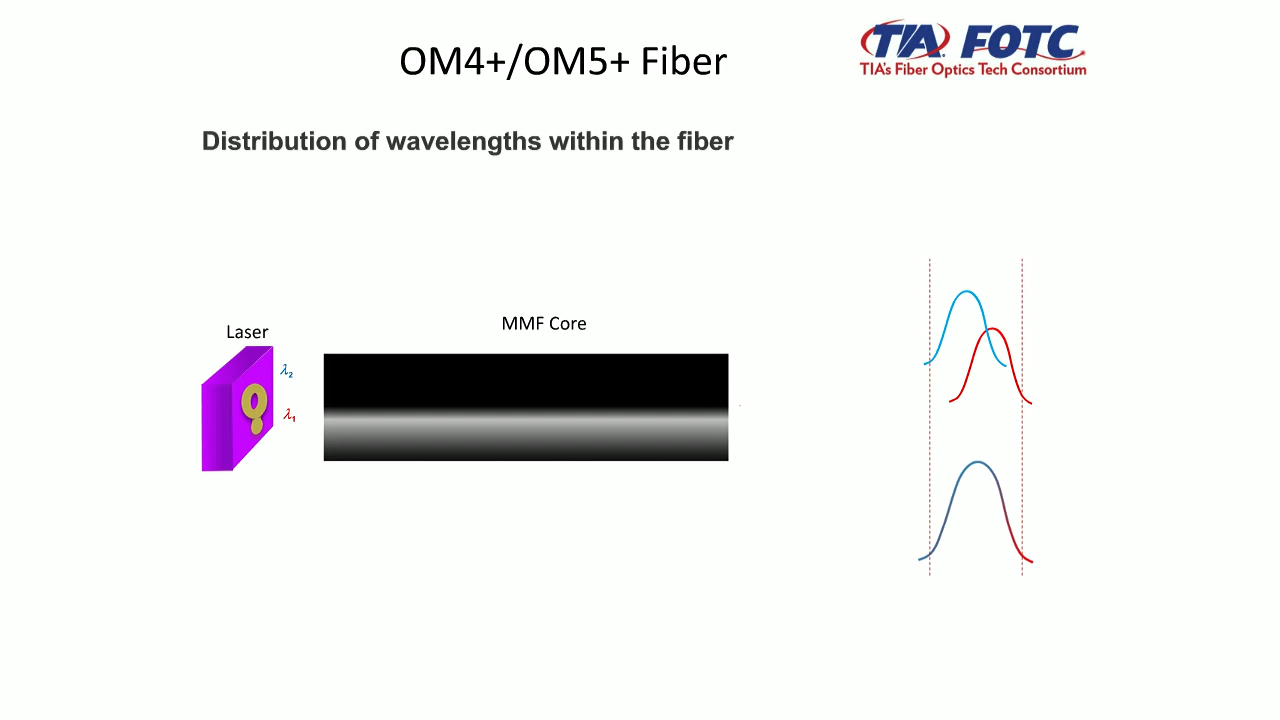 OM4+/OM5+ Fiber
TIA FOTC
TIA's Fiber Optics Tech Consortium
Distribution of wavelengths within the fiber
Laser
MMF Core
λ₂
λ₁